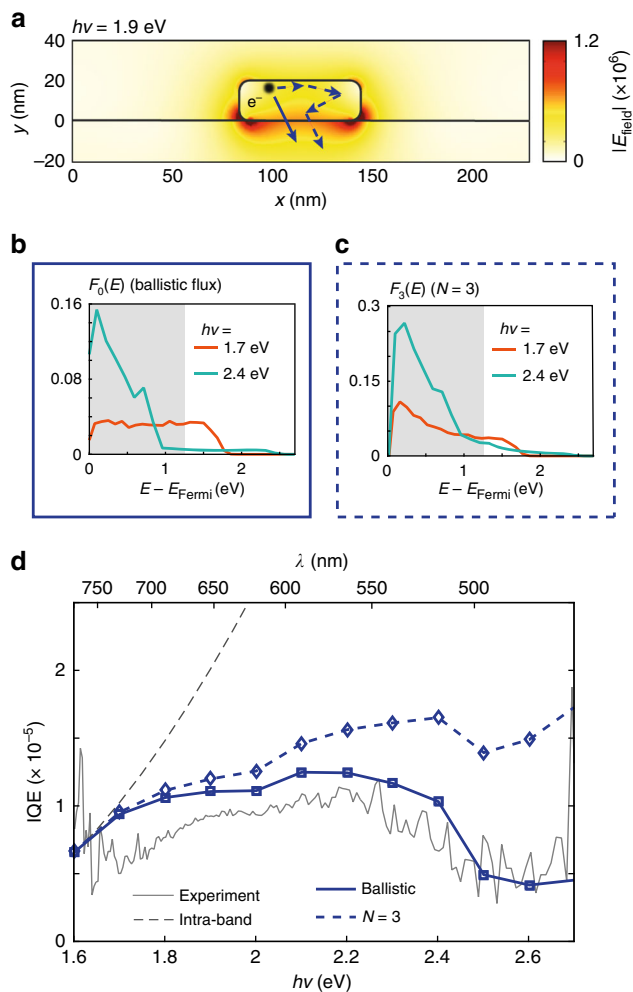 a
hν = 1.9 eV
40
20
0
−20
y (nm)
e⁻
0
50
100
150
200
x (nm)
1.2
0
|E_field| (×10⁶)
b
F₀(E) (ballistic flux)
0.16
0.08
0
hν =
1.7 eV
2.4 eV
0
1
2
E − E_Fermi (eV)
c
F₃(E) (N = 3)
0.3
0.15
0
hν =
1.7 eV
2.4 eV
0
1
2
E − E_Fermi (eV)
d
λ (nm)
750 700 650 600 550 500
2
1
0
IQE (× 10⁻⁵)
Experiment
Intra-band
Ballistic
N = 3
1.6 1.8 2 2.2 2.4 2.6
hν (eV)